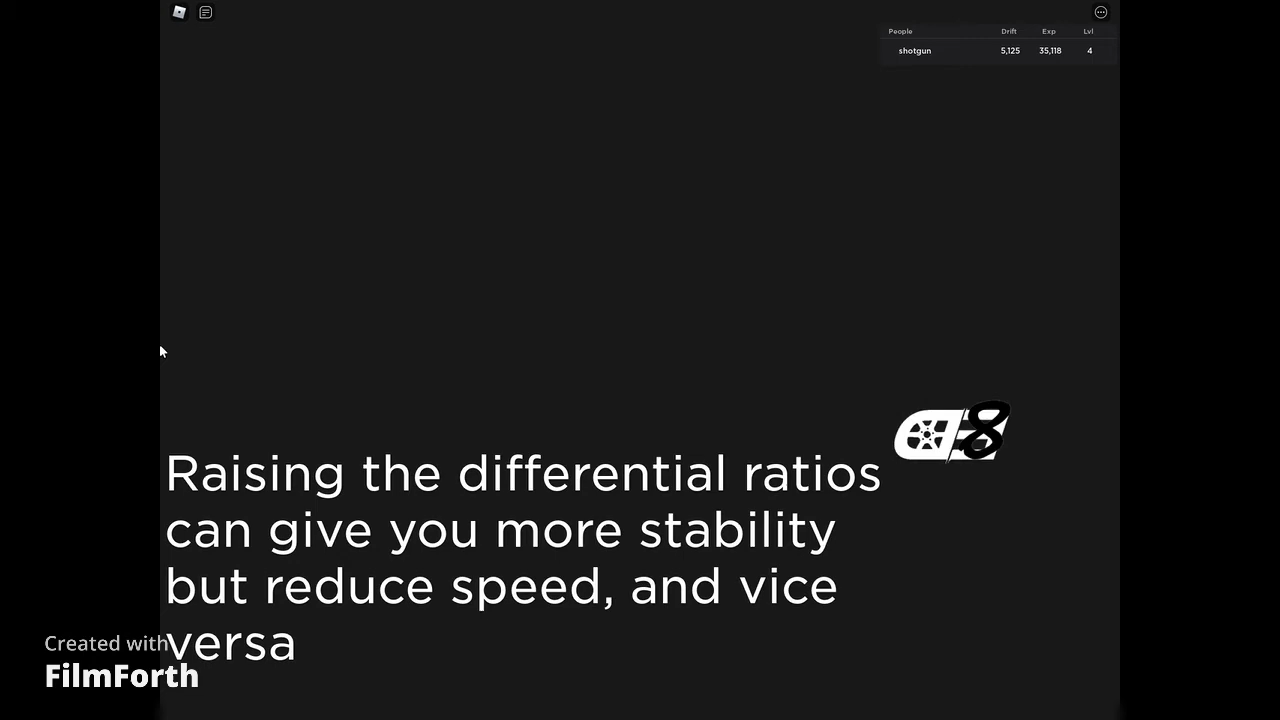 People Drift Exp Lvl
shotgun 5,125 35,118 4
8
Raising the differential ratios
can give you more stability
but reduce speed, and vice
versa
Created with
FilmForth